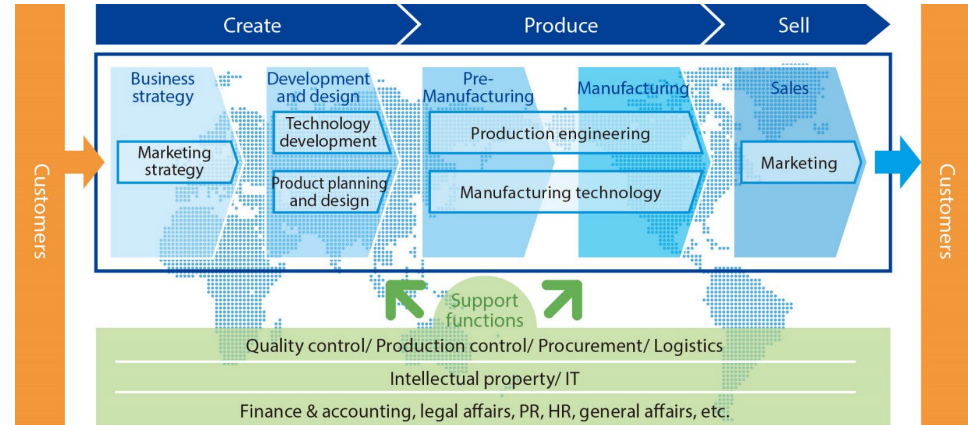 Create
Produce
Sell
Customers
Business
strategy
Development
and design
Pre-
Manufacturing
Manufacturing
Sales
Marketing
strategy
Technology
development
Product planning
and design
Production engineering
Manufacturing technology
Marketing
Customers
Support
functions
Quality control/ Production control/ Procurement/ Logistics
Intellectual property/ IT
Finance & accounting, legal affairs, PR, HR, general affairs, etc.